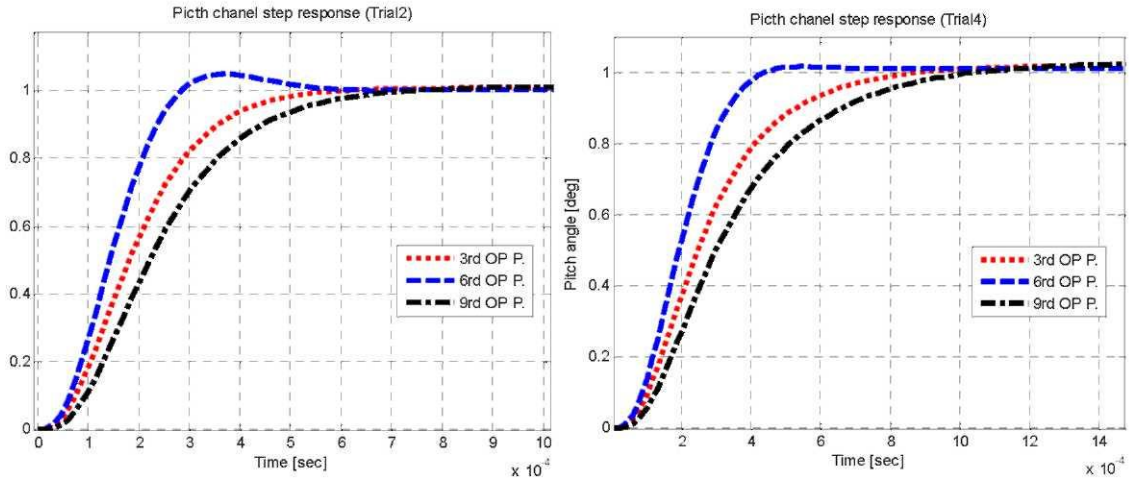 Picth chanel step response (Trial2)
1
0.8
0.6
0.4
0.2
0
0 1 2 3 4 5 6 7 8 9 10
Time [sec]
x 10⁻⁴
3rd OP P.
6rd OP P.
9rd OP P.
Picth chanel step response (Trial4)
Pitch angle [deg]
1
0.8
0.6
0.4
0.2
0
2 4 6 8 10 12 14
Time [sec]
x 10⁻⁴
3rd OP P.
6rd OP P.
9rd OP P.